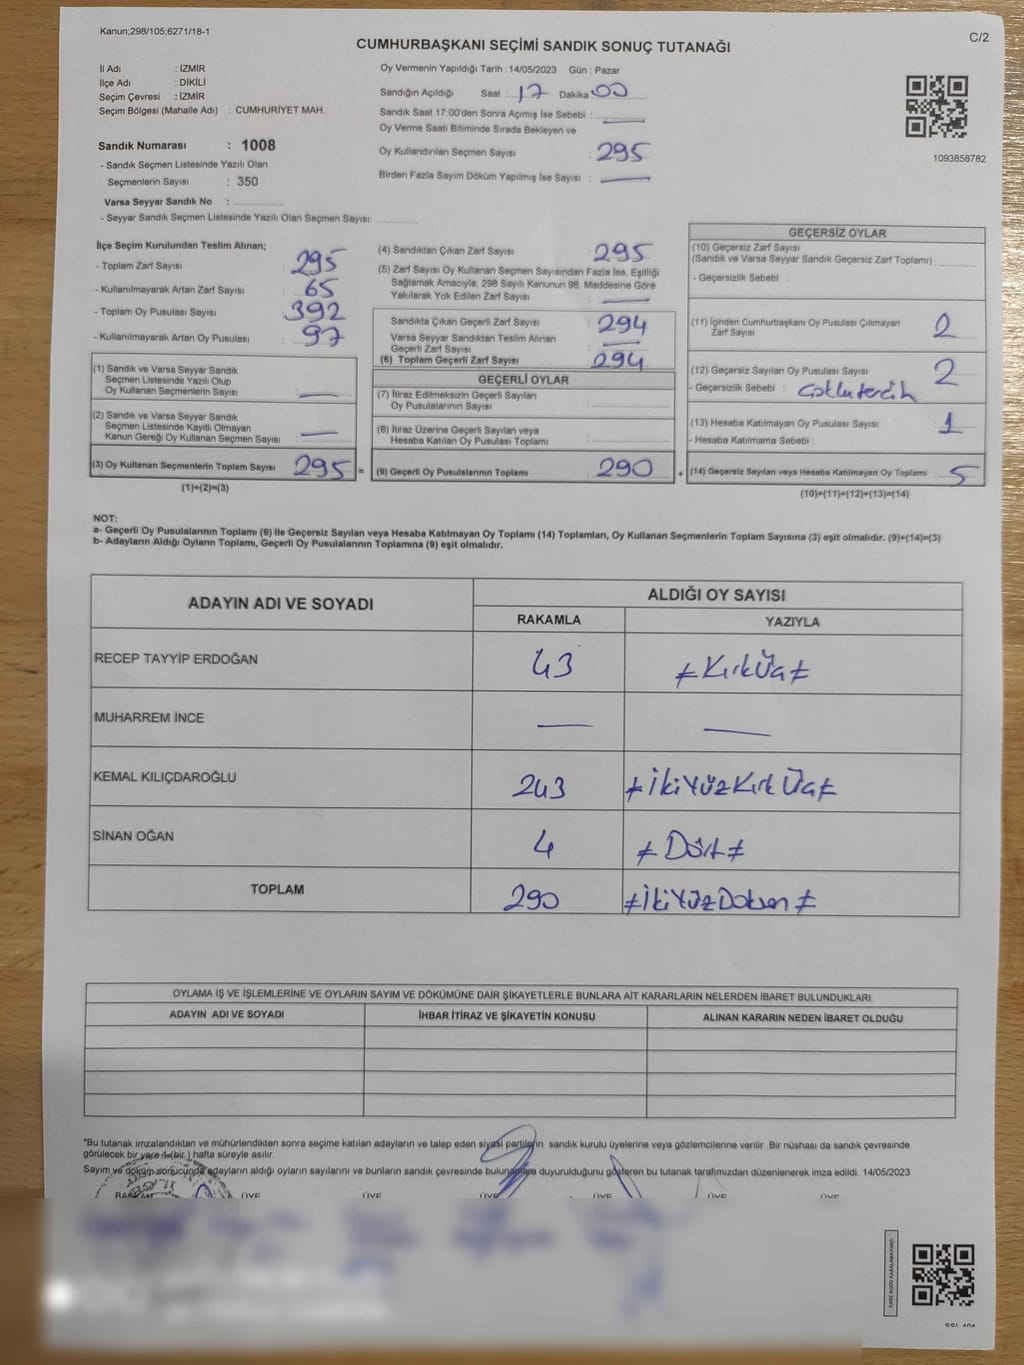 Kanun;298/105;6271/18-1
C/2
CUMHURBAŞKANI SEÇİMİ SANDIK SONUÇ TUTANAĞI
İl Adı : İZMİR
İlçe Adı : DİKİLİ
Seçim Çevresi : İZMİR
Seçim Bölgesi (Mahalle Adı) : CUMHURİYET MAH.
Sandık Numarası : 1008
- Sandık Seçmen Listesinde Yazılı Olan
Seçmenlerin Sayısı : 350
Varsa Seyyar Sandık No :
- Seyyar Sandık Seçmen Listesinde Yazılı Olan Seçmen Sayısı:
Oy Vermenin Yapıldığı Tarih : 14/05/2023 Gün : Pazar
Sandığın Açıldığı Saat : 17 Dakika 00
Sandık Saat 17.00'den Sonra Açımış İse Sebebi : —
Oy Verme Saati Bitiminde Sırada Bekleyen ve
Oy Kullandırılan Seçmen Sayısı : 295
Birden Fazla Sayım Döküm Yapılmış İse Sayısı : —
1093858782
İlçe Seçim Kurulundan Teslim Alınan;
- Toplam Zarf Sayısı : 295
- Kullanılmayarak Artan Zarf Sayısı : 65
- Toplam Oy Pusulası Sayısı : 392
- Kullanılmayarak Artan Oy Pusulası : 97
(1) Sandık ve Varsa Seyyar Sandık
Seçmen Listesinde Yazılı Olup
Oy Kullanan Seçmenlerin Sayısı : —
(2) Sandık ve Varsa Seyyar Sandık
Seçmen Listesinde Kayıtlı Olmayan
Kanun Gereği Oy Kullanan Seçmen Sayısı : —
(3) Oy Kullanan Seçmenlerin Toplam Sayısı 295 =
(1)+(2)=(3)
(4) Sandıktan Çıkan Zarf Sayısı : 295
(5) Zarf Sayısı Oy Kullanan Seçmen Sayısından Fazla İse, Eşitliği
Sağlamak Amacıyla, 298 Sayılı Kanunun 98. Maddesine Göre
Yakılarak Yok Edilen Zarf Sayısı : —
Sandıkta Çıkan Geçerli Zarf Sayısı : 294
Varsa Seyyar Sandıktan Teslim Alınan
Geçerli Zarf Sayısı : —
(6) Toplam Geçerli Zarf Sayısı : 294
GEÇERLİ OYLAR
(7) İtiraz Edilmeksizin Geçerli Sayılan
Oy Pusulalarının Sayısı :
(8) İtiraz Üzerine Geçerli Sayılan veya
Hesaba Katılan Oy Pusulası Toplamı :
(9) Geçerli Oy Pusulalarının Toplamı : 290 +
GEÇERSİZ OYLAR
(10) Geçersiz Zarf Sayısı
(Sandık ve Varsa Seyyar Sandık Geçersiz Zarf Toplamı) :
- Geçersizlik Sebebi :
(11) İçinden Cumhurbaşkanı Oy Pusulası Çıkmayan
Zarf Sayısı 2
(12) Geçersiz Sayılan Oy Pusulası Sayısı 2
- Geçersizlik Sebebi : Çoklu tercih
(13) Hesaba Katılmayan Oy Pusulası Sayısı : 1
- Hesaba Katılmama Sebebi :
(14) Geçersiz Sayılan veya Hesaba Katılmayan Oy Toplamı : 5
(10)+(11)+(12)+(13)=(14)
NOT:
a- Geçerli Oy Pusulalarının Toplamı (9) ile Geçersiz Sayılan veya Hesaba Katılmayan Oy Toplamı (14) Toplamları, Oy Kullanan Seçmenlerin Toplam Sayısına (3) eşit olmalıdır. (9)+(14)=(3)
b- Adayların Aldığı Oyların Toplamı, Geçerli Oy Pusulalarının Toplamına (9) eşit olmalıdır.
ADAYIN ADI VE SOYADI
ALDIĞI OY SAYISI
RAKAMLA YAZIYLA
RECEP TAYYİP ERDOĞAN 43 ≠KırkÜç≠
MUHARREM İNCE — —
KEMAL KILIÇDAROĞLU 243 ≠İkiYüzKırkÜç≠
SİNAN OĞAN 4 ≠Dört≠
TOPLAM 290 ≠İkiYüzDoksan≠
OYLAMA İŞ VE İŞLEMLERİNE VE OYLARIN SAYIM VE DÖKÜMÜNE DAİR ŞİKAYETLERLE BUNLARA AİT KARARLARIN NELERDEN İBARET BULUNDUKLARI
ADAYIN ADI VE SOYADI İHBAR İTİRAZ VE ŞİKAYETİN KONUSU ALINAN KARARIN NEDEN İBARET OLDUĞU
"Bu tutanak imzalandıktan ve mühürlendikten sonra seçime katılan adayların ve talep eden siyasi partilerin sandık kurulu üyelerine veya gözlemcilerine verilir. Bir nüshası da sandık çevresinde
görülecek bir yere 1 (bir ) hafta süreyle asılır.
Sayım ve döküm sonucunda adayların aldığı oyların sayılarını ve bunların sandık çevresinde bulunanlara duyurulduğunu gösteren bu tutanak tarafımızdan düzenlenerek imza edildi. 14/05/2023
BAŞKAN ÜYE ÜYE ÜYE ÜYE ÜYE ÜYE